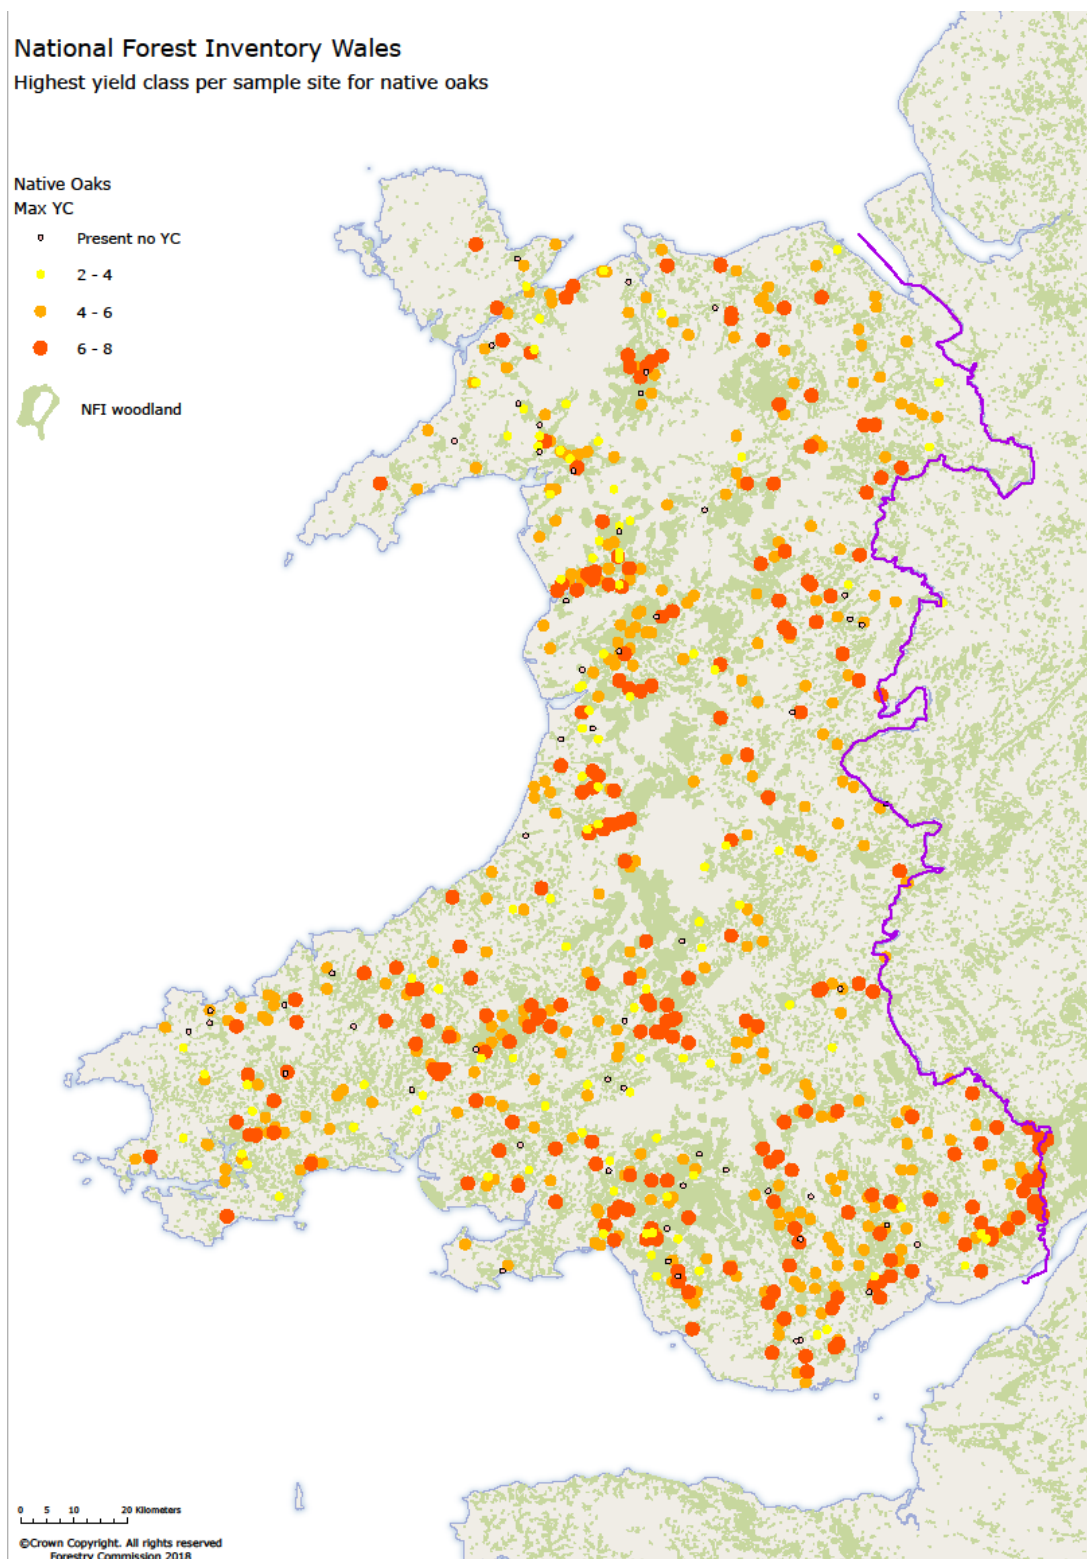 National Forest Inventory Wales
Highest yield class per sample site for native oaks
Native Oaks
Max YC
Present no YC
2 - 4
4 - 6
6 - 8
NFI woodland
0 5 10 20 Kilometers
©Crown Copyright. All rights reserved
Forestry Commission 2018